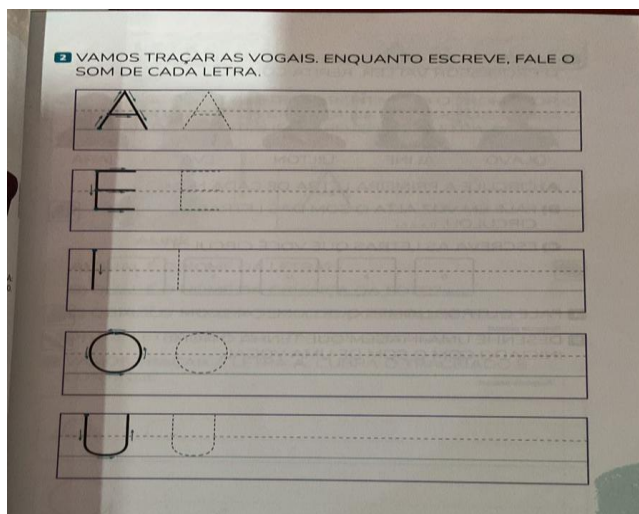 2 VAMOS TRAÇAR AS VOGAIS. ENQUANTO ESCREVE, FALE O
SOM DE CADA LETRA.
A A
E E
I I
O O
U U